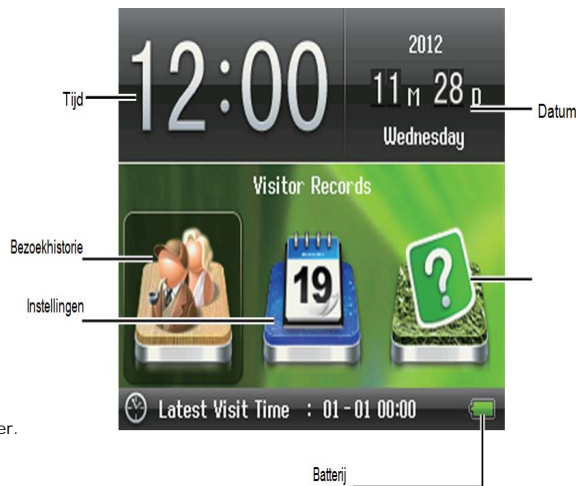 12:00
2012
11 M 28 D
Wednesday
Tijd
Datum
Visitor Records
Bezoekhistorie
Instellingen
19
?
Latest Visit Time : 01-01 00:00
er.
Batterij